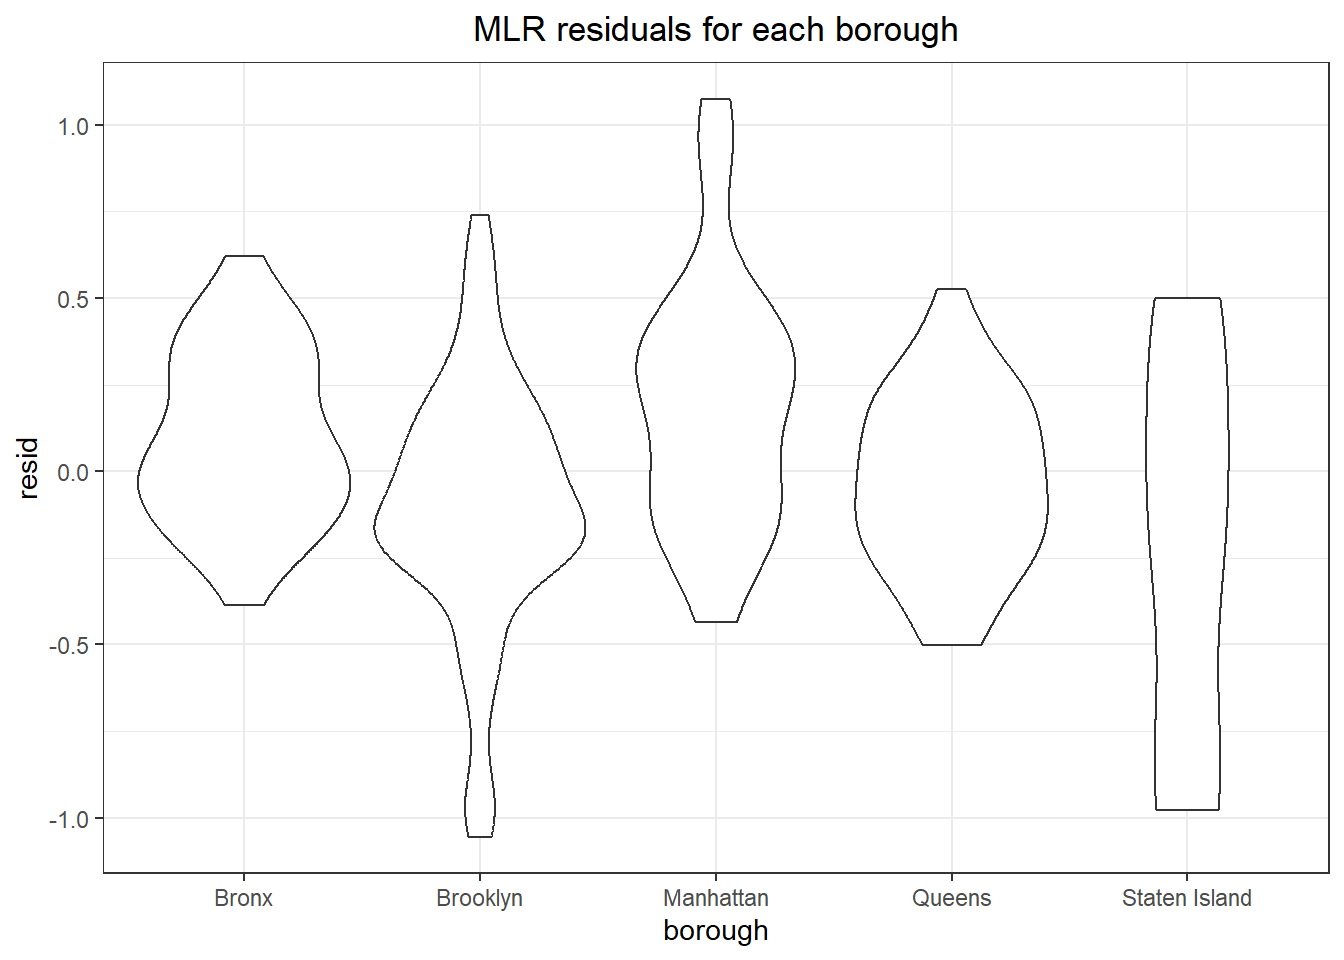 MLR residuals for each borough
1.0
0.5
0.0
-0.5
-1.0
resid
Bronx Brooklyn Manhattan Queens Staten Island
borough